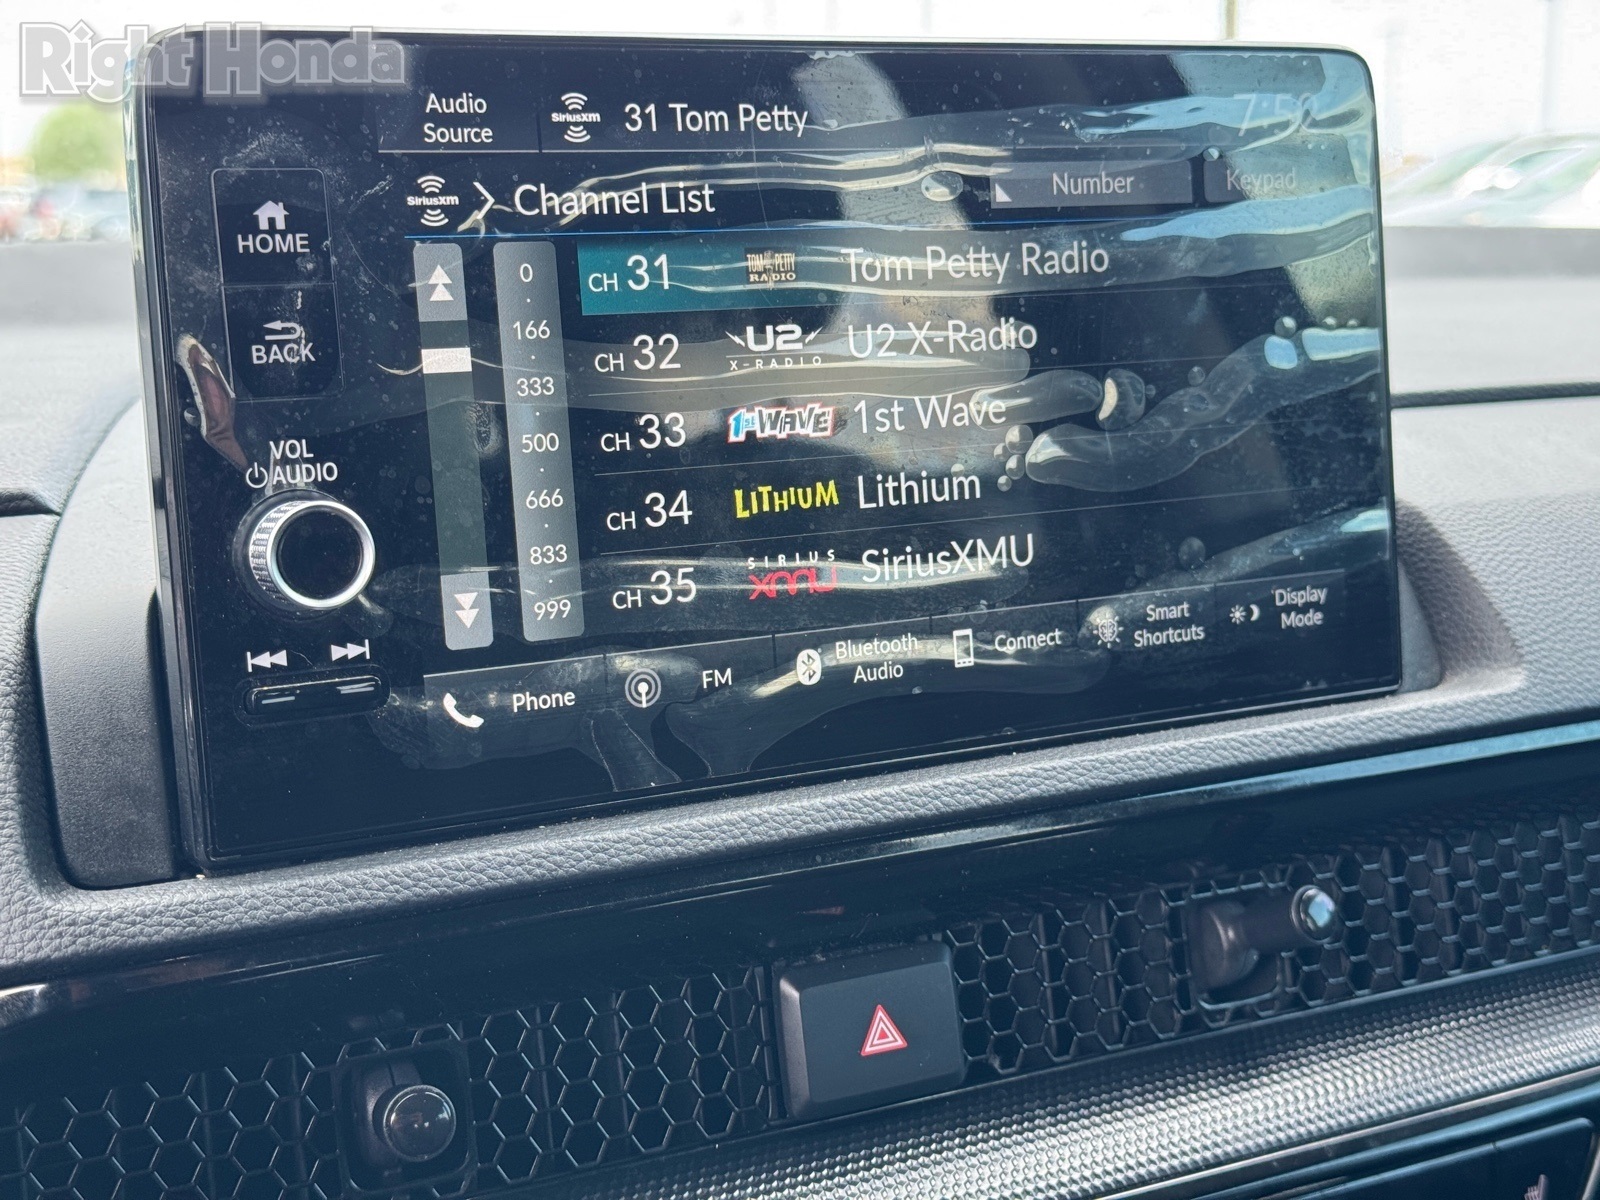 Right Honda
Audio
Source
SiriusXM
31 Tom Petty
7:50
SiriusXM
Channel List
Number
Keypad
HOME
BACK
VOL
AUDIO
0
166
333
500
666
833
999
CH 31 TOM PETTY RADIO Tom Petty Radio
CH 32 U2 X-RADIO U2 X-Radio
CH 33 1st WAVE 1st Wave
CH 34 LITHIUM Lithium
CH 35 SIRIUS XMU SiriusXMU
Phone
FM
Bluetooth
Audio
Connect
Smart
Shortcuts
Display
Mode